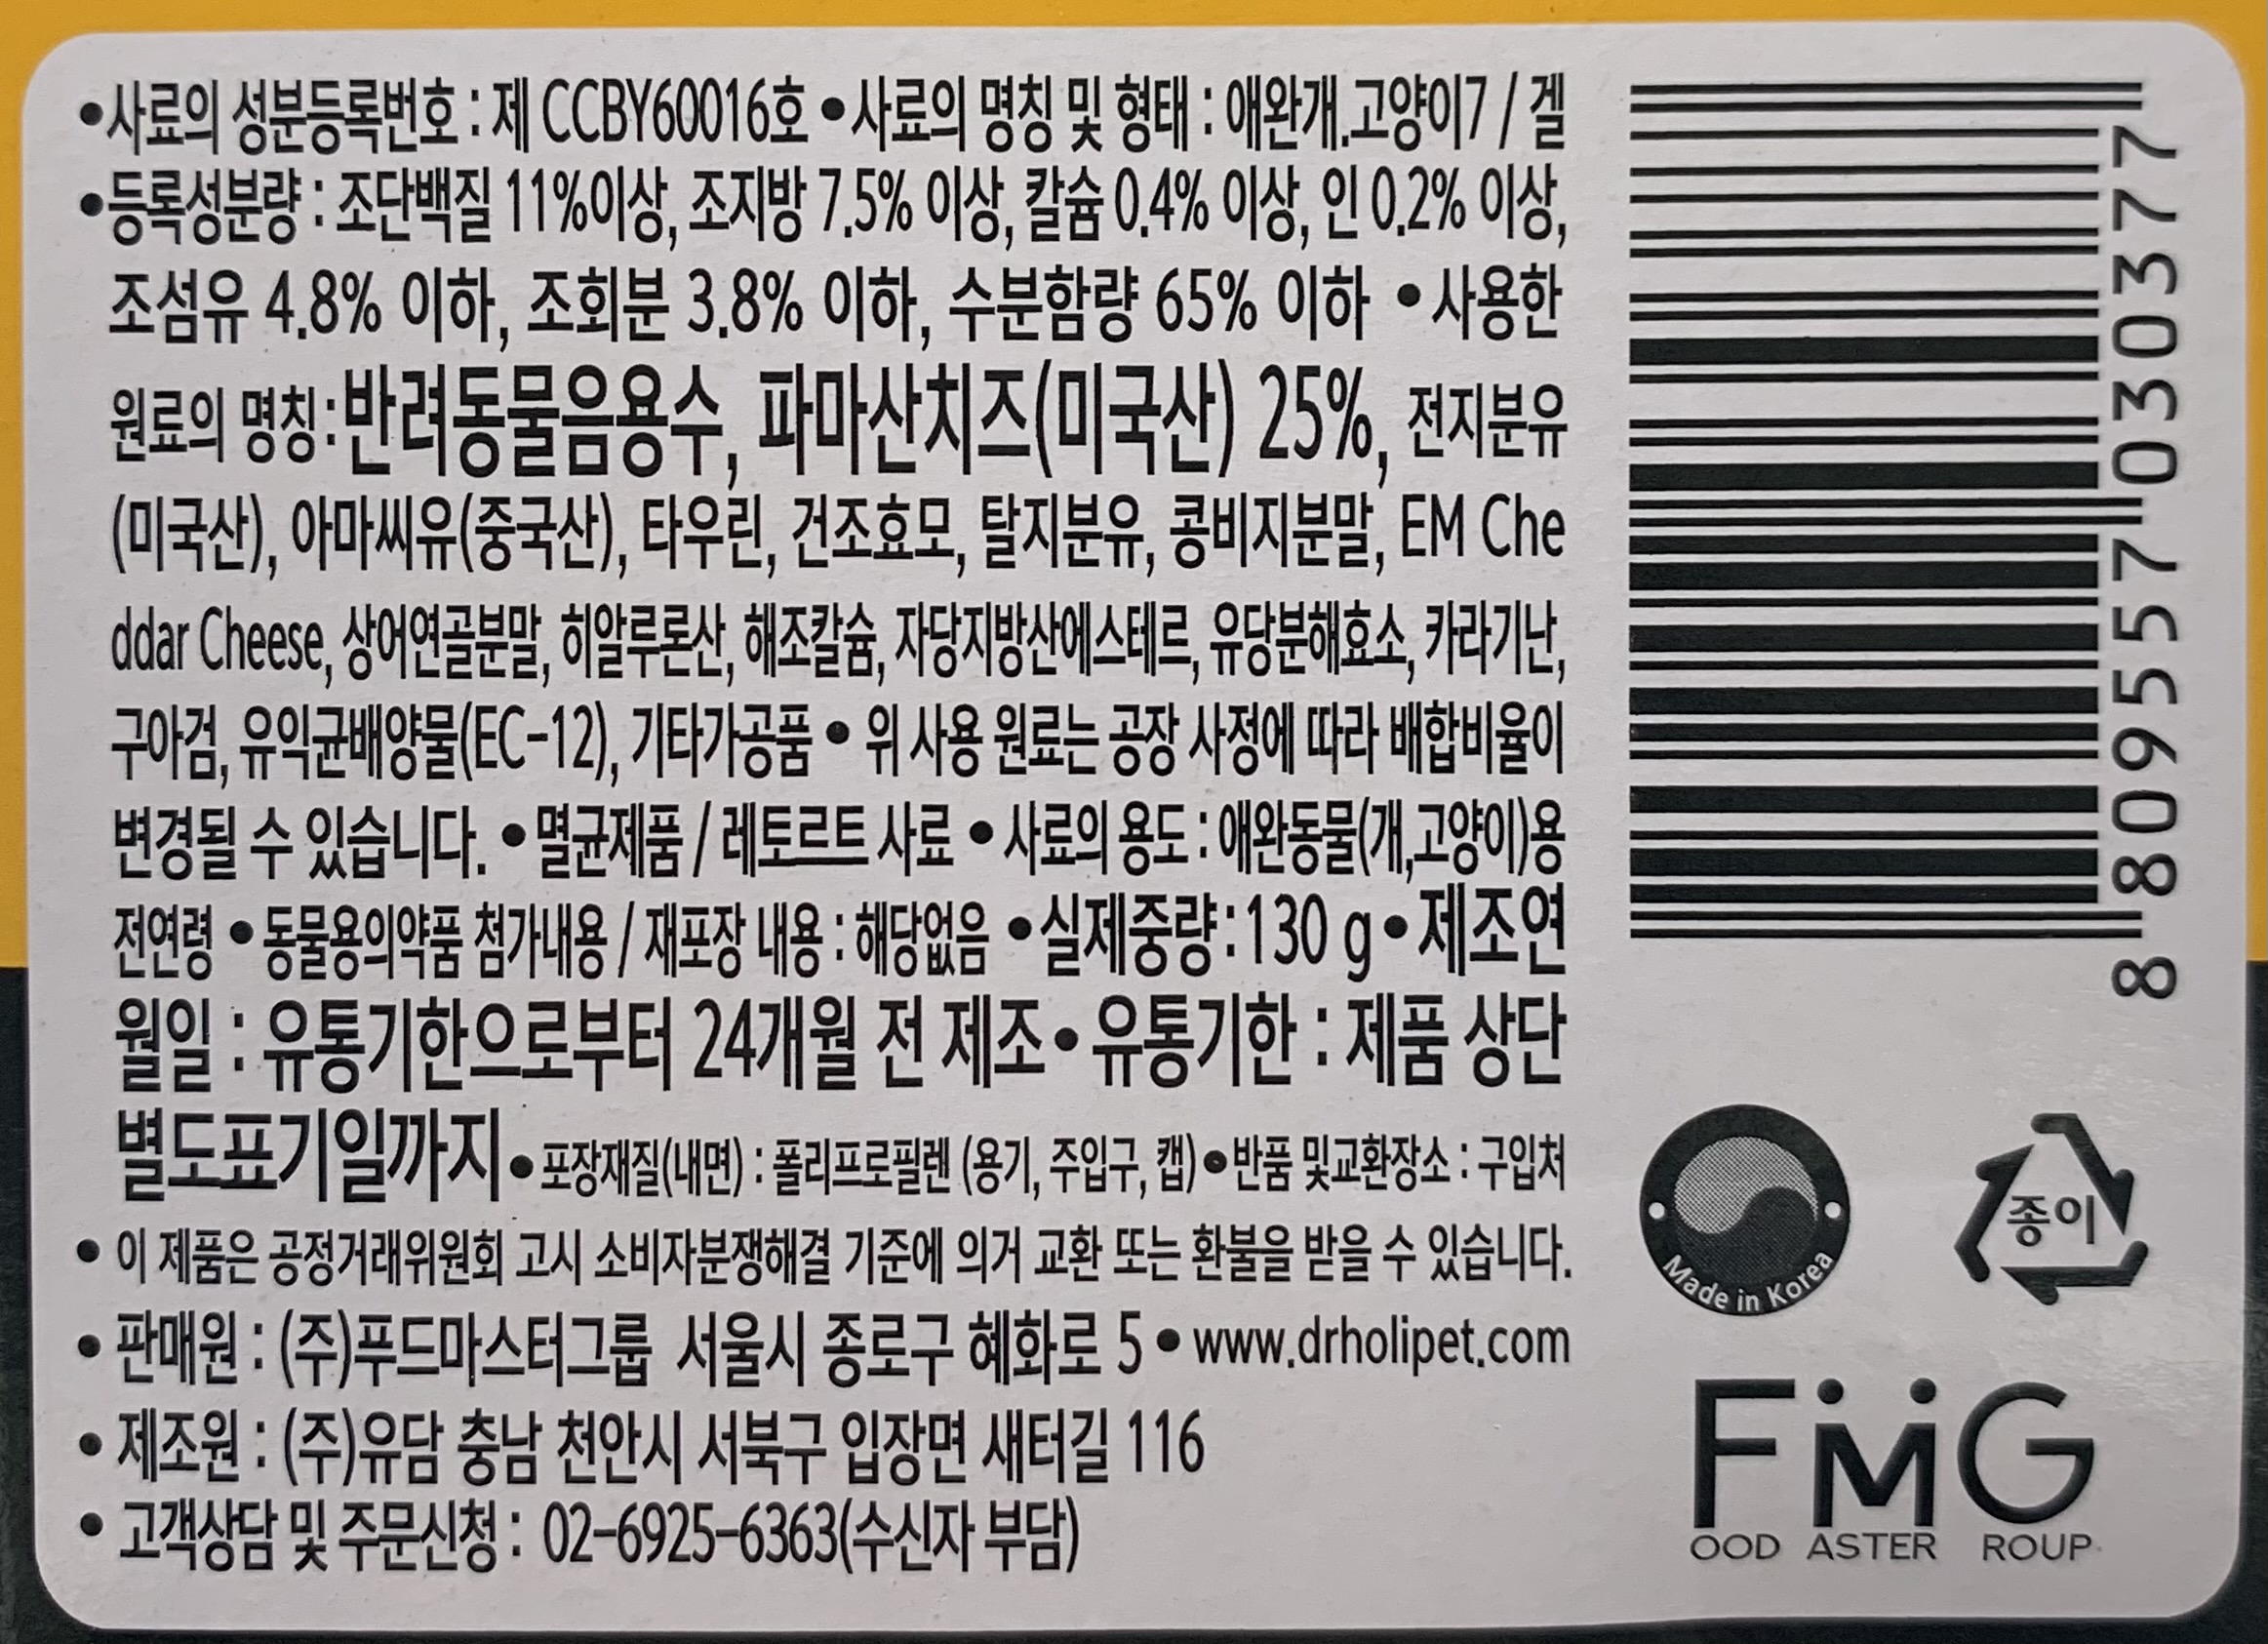 •사료의 성분등록번호 : 제 CCBY60016호 •사료의 명칭 및 형태 : 애완개.고양이7 / 겔
•등록성분량 : 조단백질 11%이상, 조지방 7.5% 이상, 칼슘 0.4% 이상, 인 0.2% 이상,
조섬유 4.8% 이하, 조회분 3.8% 이하, 수분함량 65% 이하 •사용한
원료의 명칭:반려동물음용수, 파마산치즈(미국산) 25%, 전지분유
(미국산), 아마씨유(중국산), 타우린, 건조효모, 탈지분유, 콩비지분말, EM Che
ddar Cheese, 상어연골분말, 히알루론산, 해조칼슘, 자당지방산에스테르, 유당분해효소, 카라기난,
구아검, 유익균배양물(EC-12), 기타가공품 • 위 사용 원료는 공장 사정에 따라 배합비율이
변경될 수 있습니다. •멸균제품 / 레토르트 사료 • 사료의 용도 : 애완동물(개,고양이)용
전연령 •동물용의약품 첨가내용 / 재포장 내용 : 해당없음 •실제중량:130 g•제조연
월일 : 유통기한으로부터 24개월 전 제조• 유통기한 : 제품 상단
별도표기일까지•포장재질(내면) : 폴리프로필렌 (용기, 주입구, 캡)•반품 및교환장소 : 구입처
• 이 제품은 공정거래위원회 고시 소비자분쟁해결 기준에 의거 교환 또는 환불을 받을 수 있습니다.
• 판매원 : (주)푸드마스터그룹 서울시 종로구 혜화로 5 • www.drholipet.com
• 제조원 : (주)유담 충남 천안시 서북구 입장면 새터길 116
• 고객상담 및 주문신청 : 02-6925-6363(수신자 부담)
8 809557 030377
Made in Korea
종이
FMG
OOD ASTER ROUP